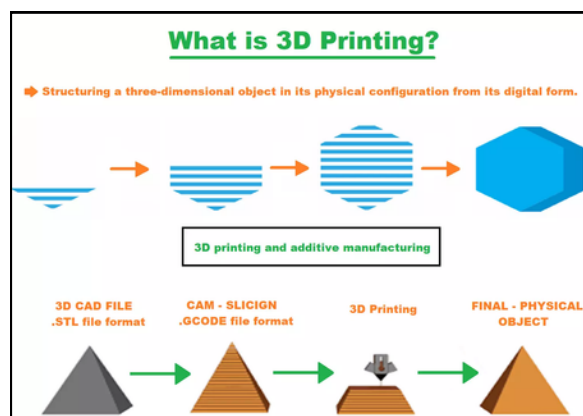 What is 3D Printing?
Structuring a three-dimensional object in its physical configuration from its digital form.
3D printing and additive manufacturing
3D CAD FILE
.STL file format
CAM - SLICIGN
.GCODE file format
3D Printing
FINAL - PHYSICAL
OBJECT